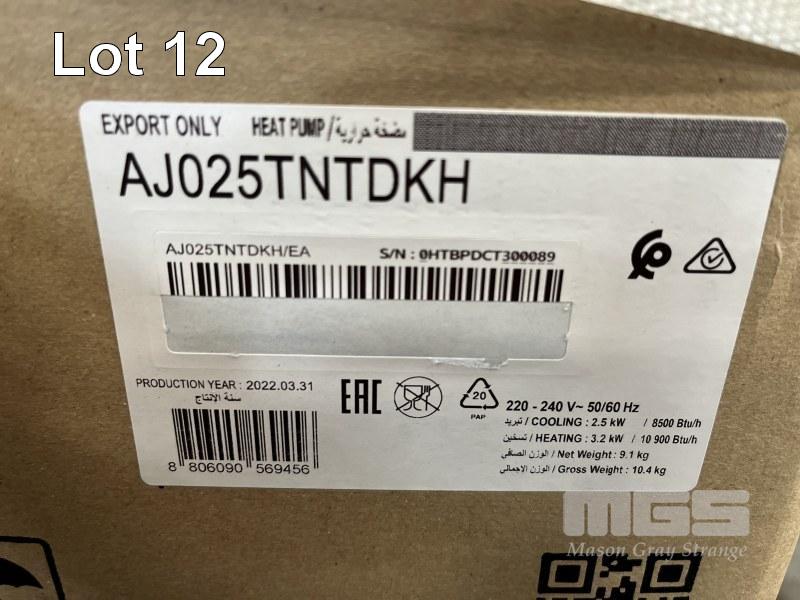 Lot 12
EXPORT ONLY HEAT PUMP/مضخة حرارية
AJ025TNTDKH
AJ025TNTDKH/EA S/N : 0HTBPDCT300089
PRODUCTION YEAR : 2022.03.31
سنة الإنتاج
8 806090 569456
EAC
20
PAP
220 - 240 V~ 50/60 Hz
تبريد / COOLING : 2.5 kW / 8500 Btu/h
تسخين / HEATING : 3.2 kW / 10 900 Btu/h
الوزن الصافي / Net Weight : 9.1 kg
الوزن الإجمالي / Gross Weight : 10.4 kg
MGS
Mason Gray Strange